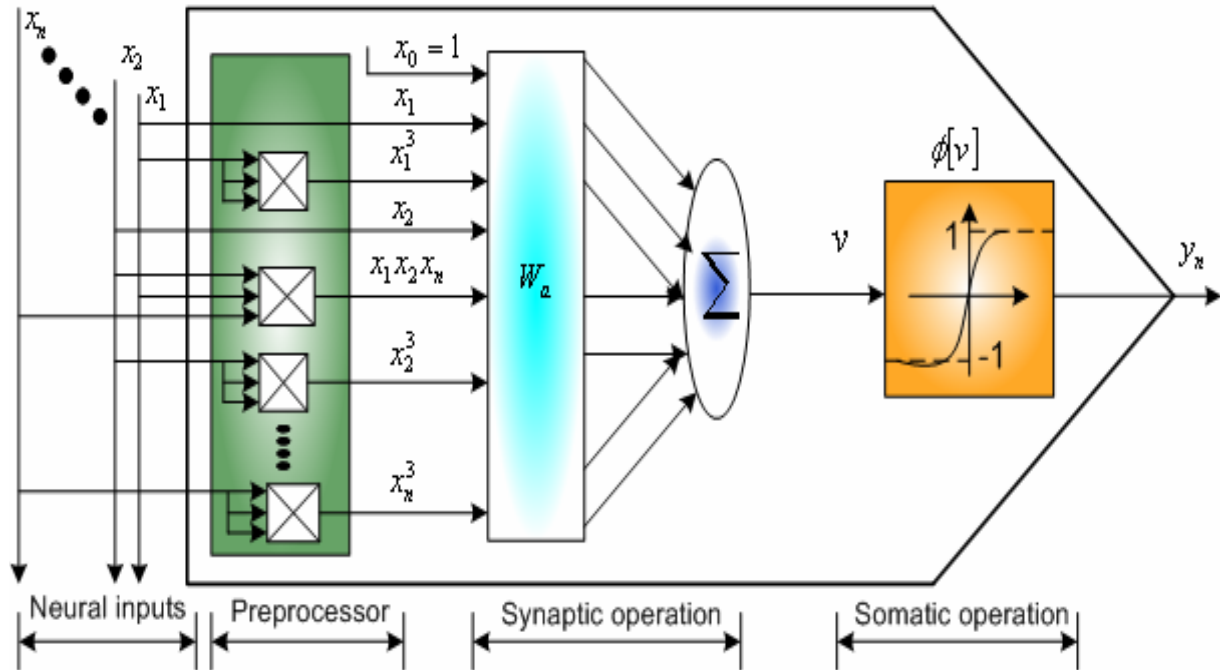 x_n
x_2
x_1
x_0 = 1
x_1
x_1^3
x_2
x_1x_2x_n
x_2^3
x_n^3
W_a
Σ
v
ϕ[v]
1
-1
y_n
Neural inputs
Preprocessor
Synaptic operation
Somatic operation